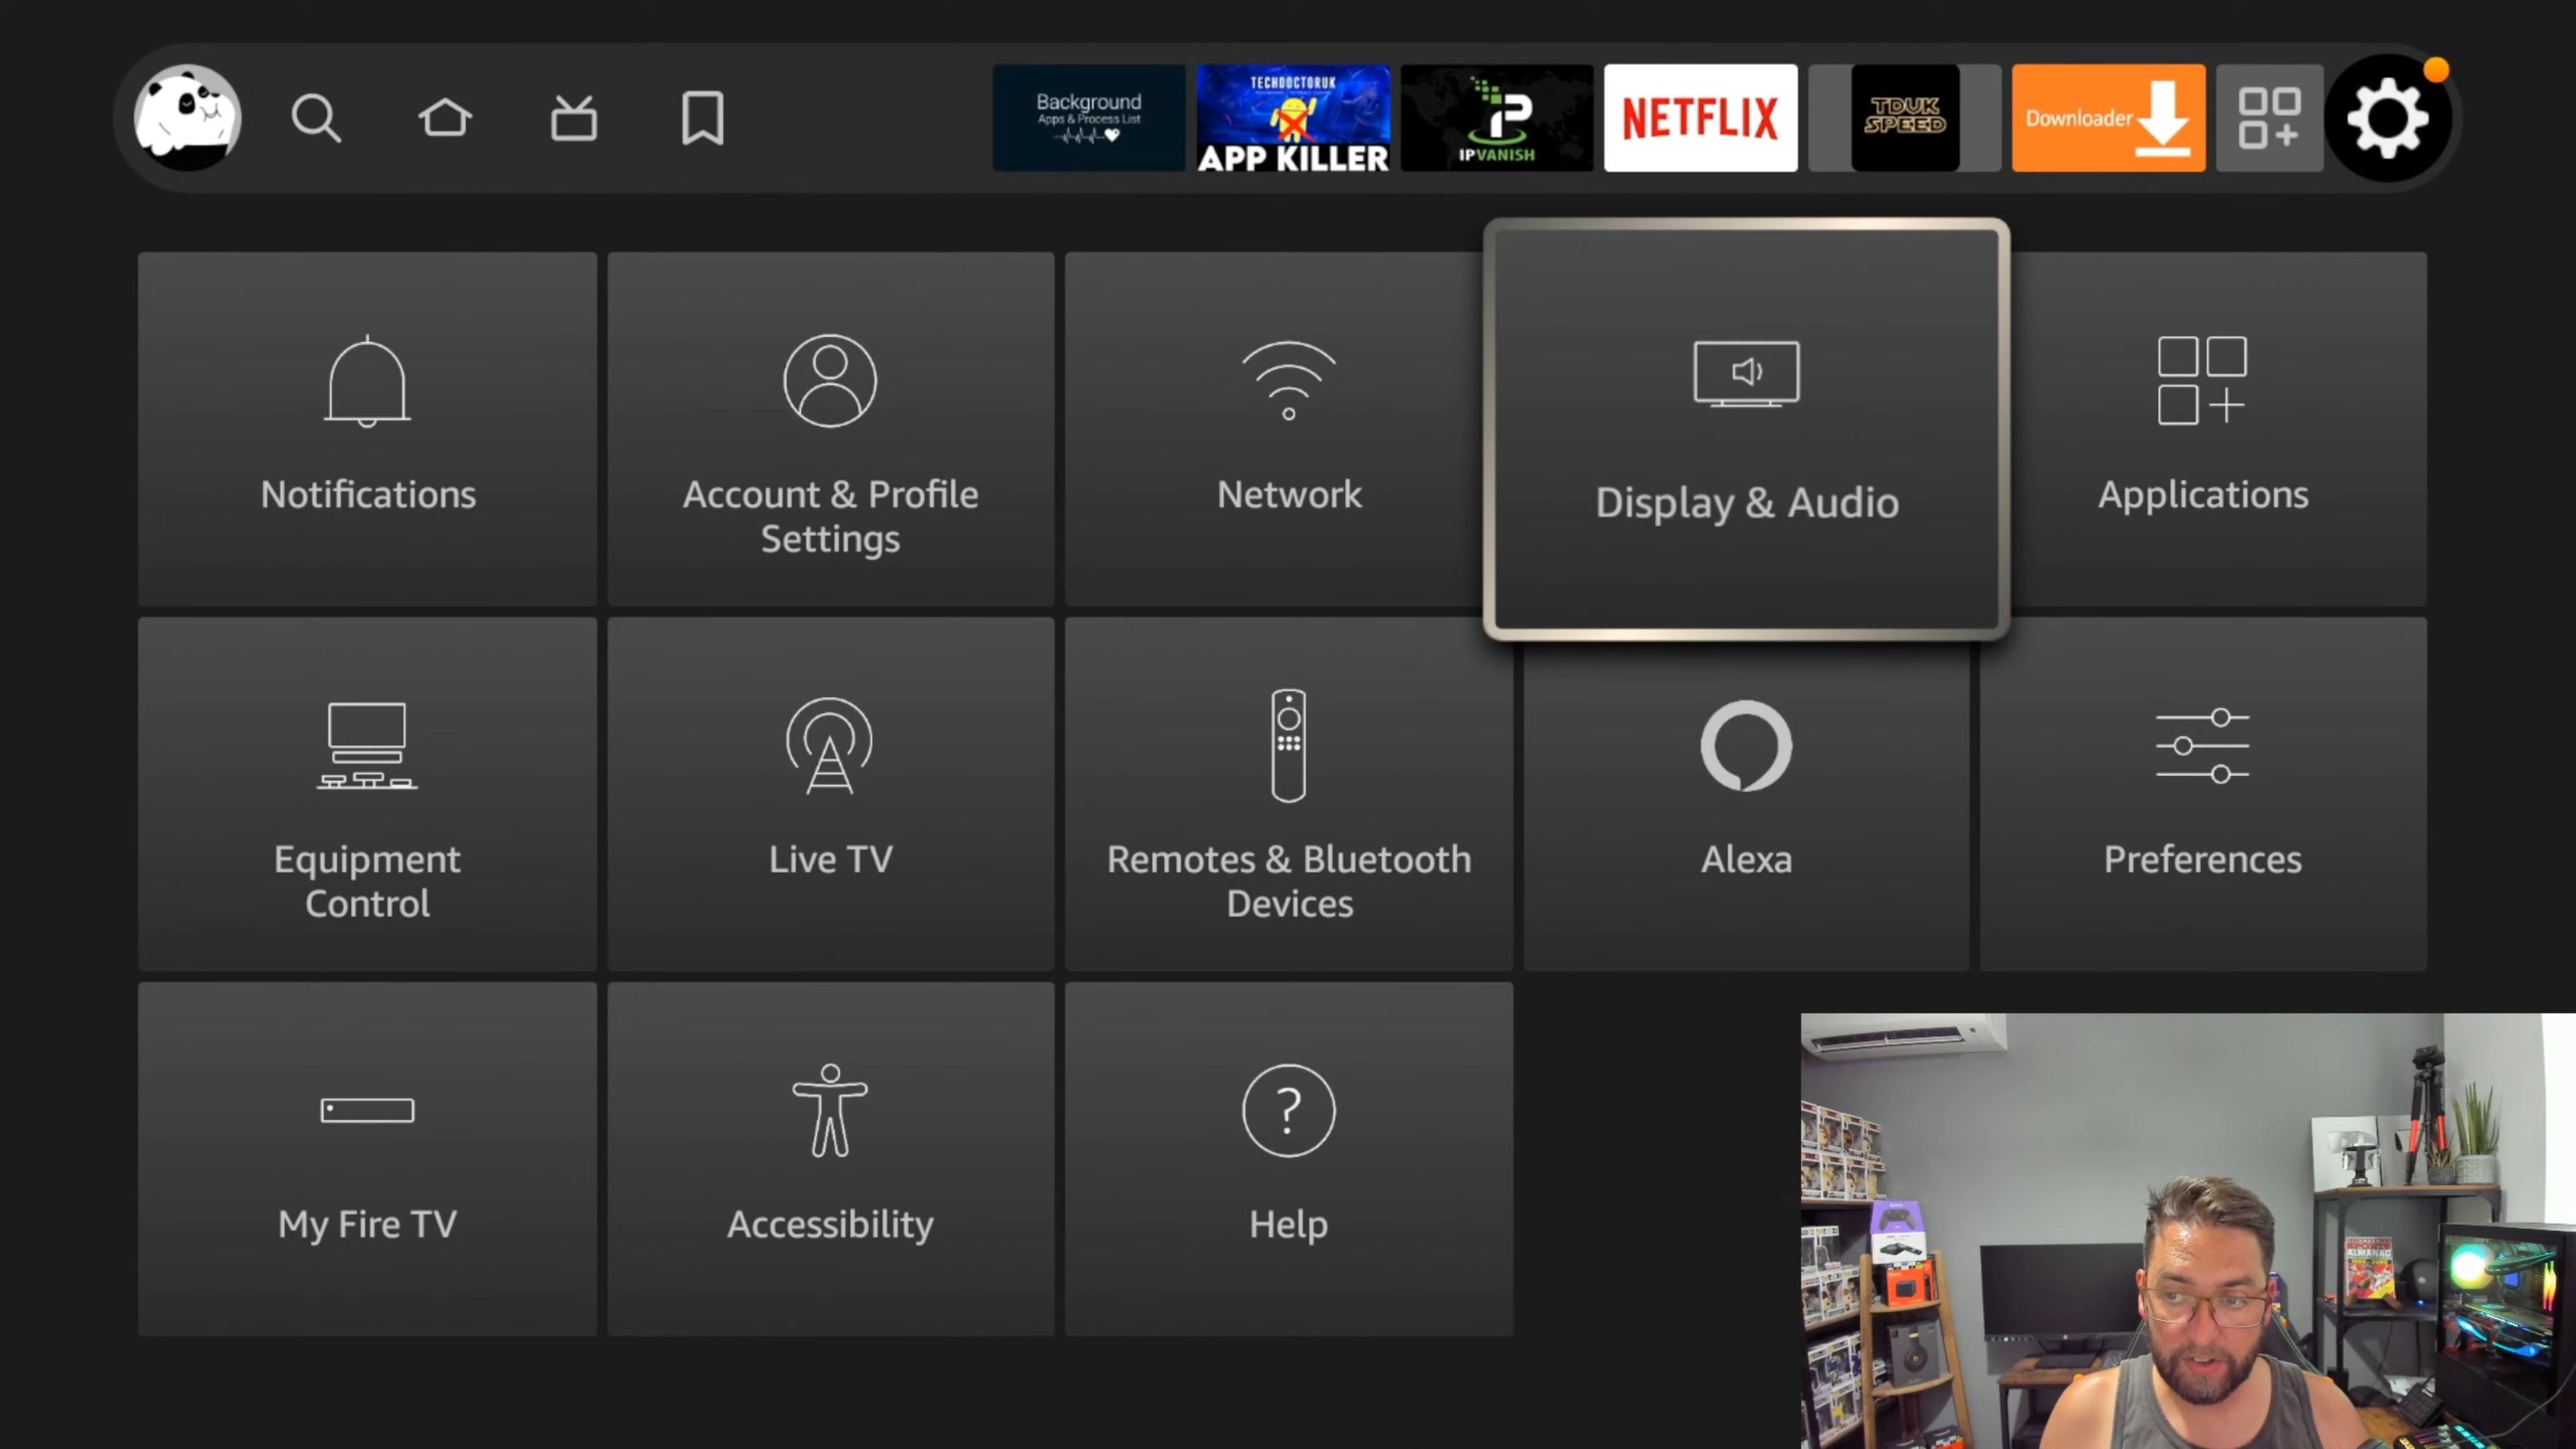 Background
Apps & Process List
TECHDOCTORUK
APP KILLER
IPVANISH
NETFLIX
TDUK
SPEED
Downloader
Notifications
Account & Profile
Settings
Network
Display & Audio
Applications
Equipment
Control
Live TV
Remotes & Bluetooth
Devices
Alexa
Preferences
My Fire TV
Accessibility
Help
ALMANAC